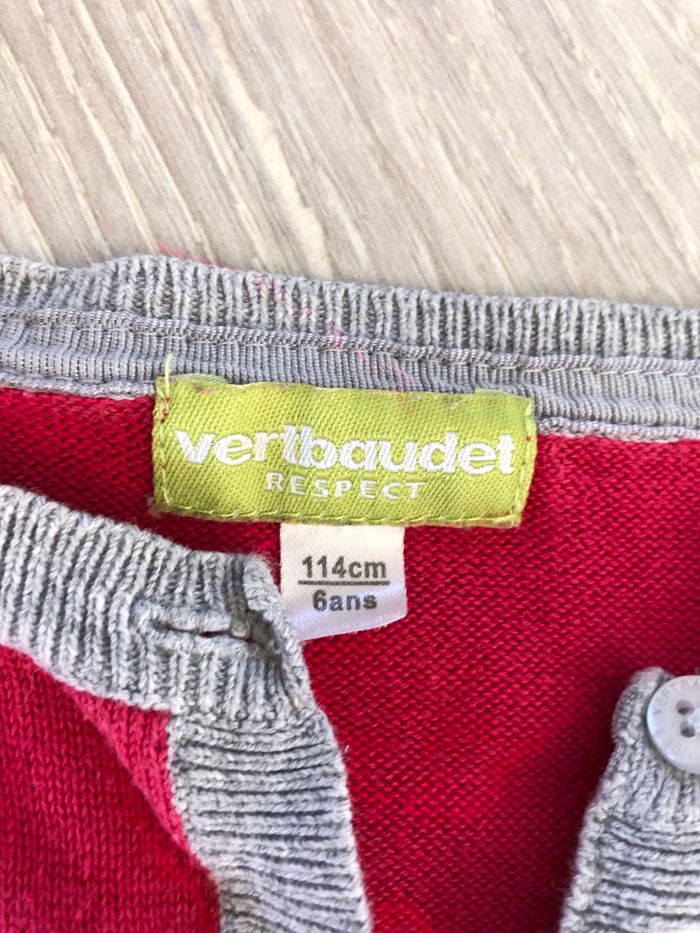 vertbaudet
RESPECT
114cm
6ans